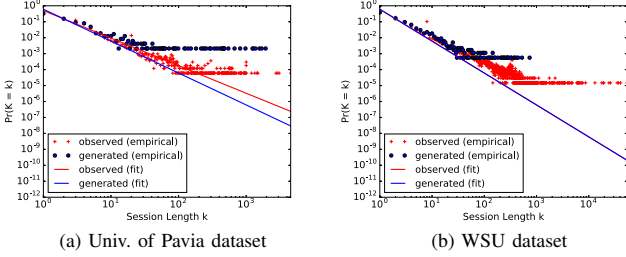 10^0
10^-1
10^-2
10^-3
10^-4
10^-5
10^-6
10^-7
10^-8
10^-9
10^-10
10^-11
10^-12
Pr(K = k)
observed (empirical)
generated (empirical)
observed (fit)
generated (fit)
10^0 10^1 10^2 10^3
Session Length k
(a) Univ. of Pavia dataset
10^0
10^-1
10^-2
10^-3
10^-4
10^-5
10^-6
10^-7
10^-8
10^-9
10^-10
10^-11
10^-12
Pr(K = k)
observed (empirical)
generated (empirical)
observed (fit)
generated (fit)
10^0 10^1 10^2 10^3 10^4
Session Length k
(b) WSU dataset